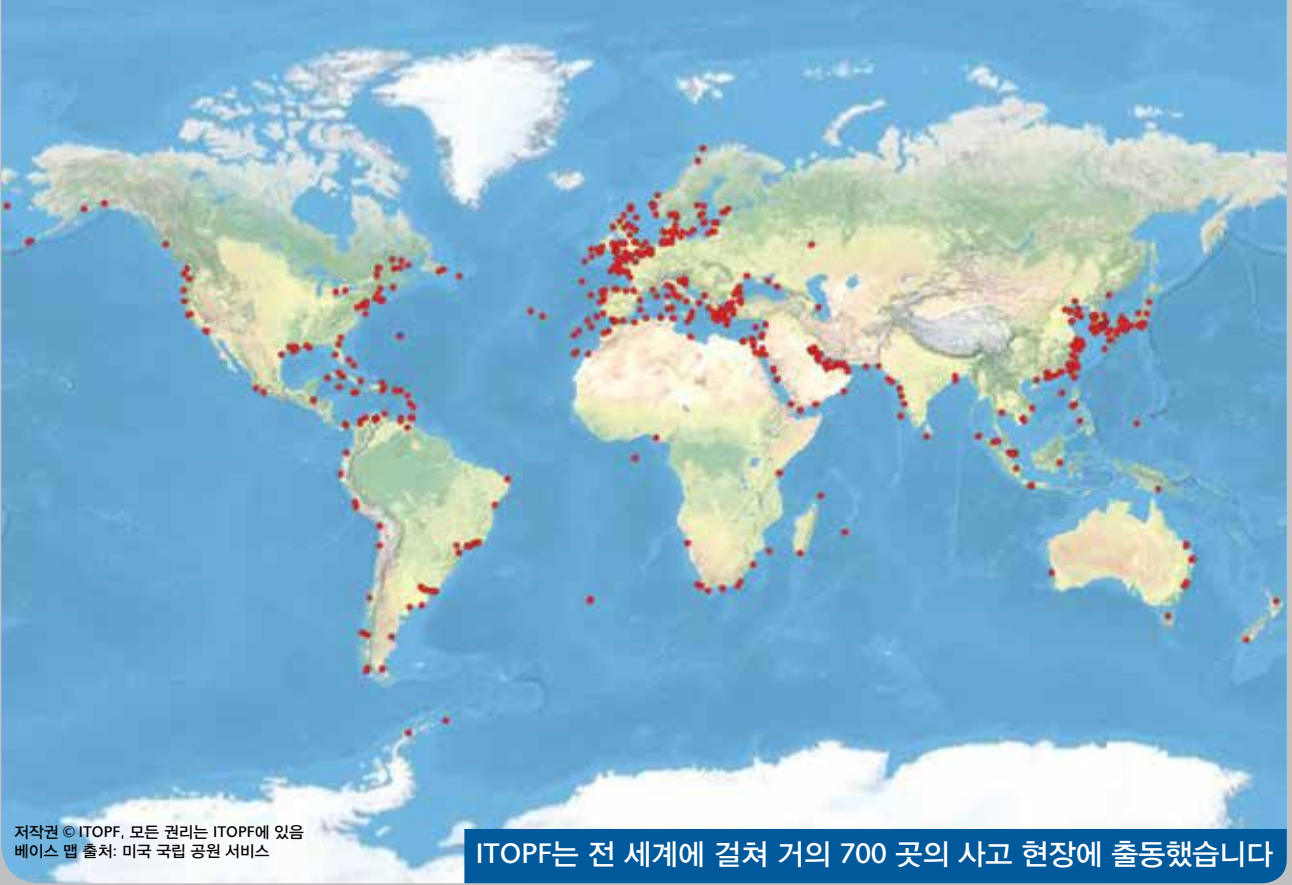 저작권 © ITOPF, 모든 권리는 ITOPF에 있음
베이스 맵 출처: 미국 국립 공원 서비스
ITOPF는 전 세계에 걸쳐 거의 700 곳의 사고 현장에 출동했습니다